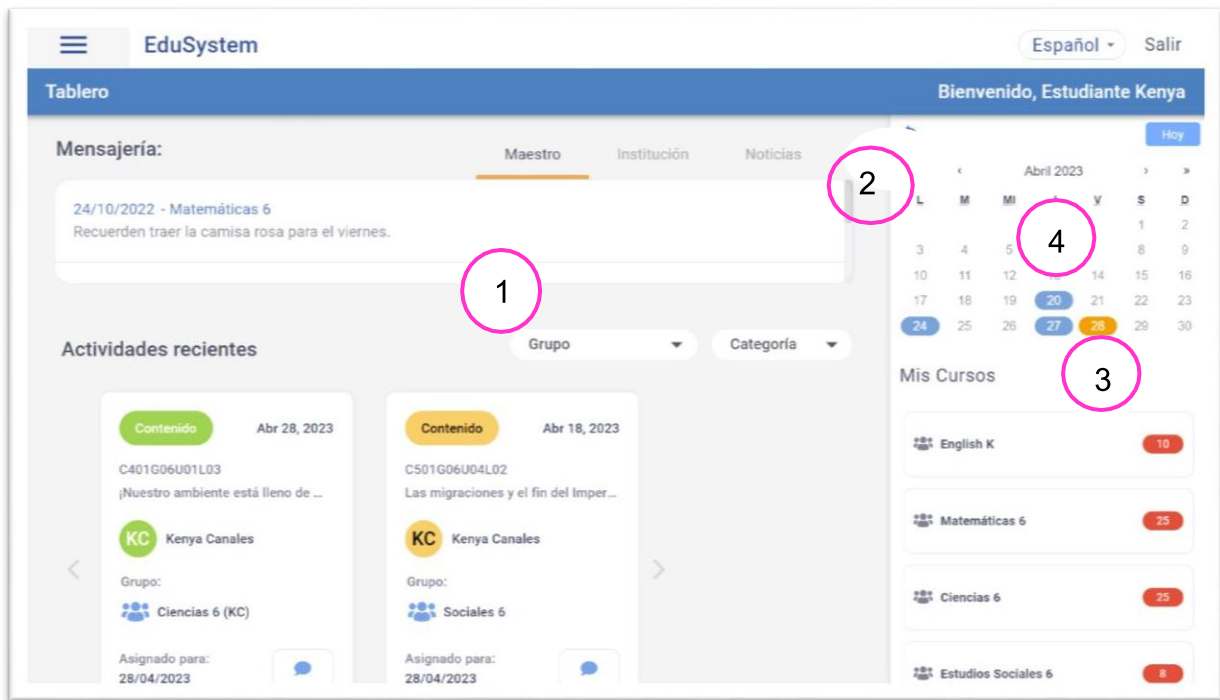 EduSystem
Español
Salir
Tablero
Bienvenido, Estudiante Kenya
Mensajería:
Maestro
Institución
Noticias
24/10/2022 - Matemáticas 6
Recuerden traer la camisa rosa para el viernes.
1
Actividades recientes
Grupo
Categoría
Contenido
Abr 28, 2023
C401G06U01L03
¡Nuestro ambiente está lleno de ...
KC Kenya Canales
Grupo:
Ciencias 6 (KC)
Asignado para:
28/04/2023
Contenido
Abr 18, 2023
C501G06U04L02
Las migraciones y el fin del Imper...
KC Kenya Canales
Grupo:
Sociales 6
Asignado para:
28/04/2023
Hoy
2
‹ Abril 2023 › »
L M MI V S D
4
1 2
3 4 5 8 9
10 11 12 14 15 16
17 18 19 20 21 22 23
24 25 26 27 28 29 30
Mis Cursos
3
English K 10
Matemáticas 6 25
Ciencias 6 25
Estudios Sociales 6 8